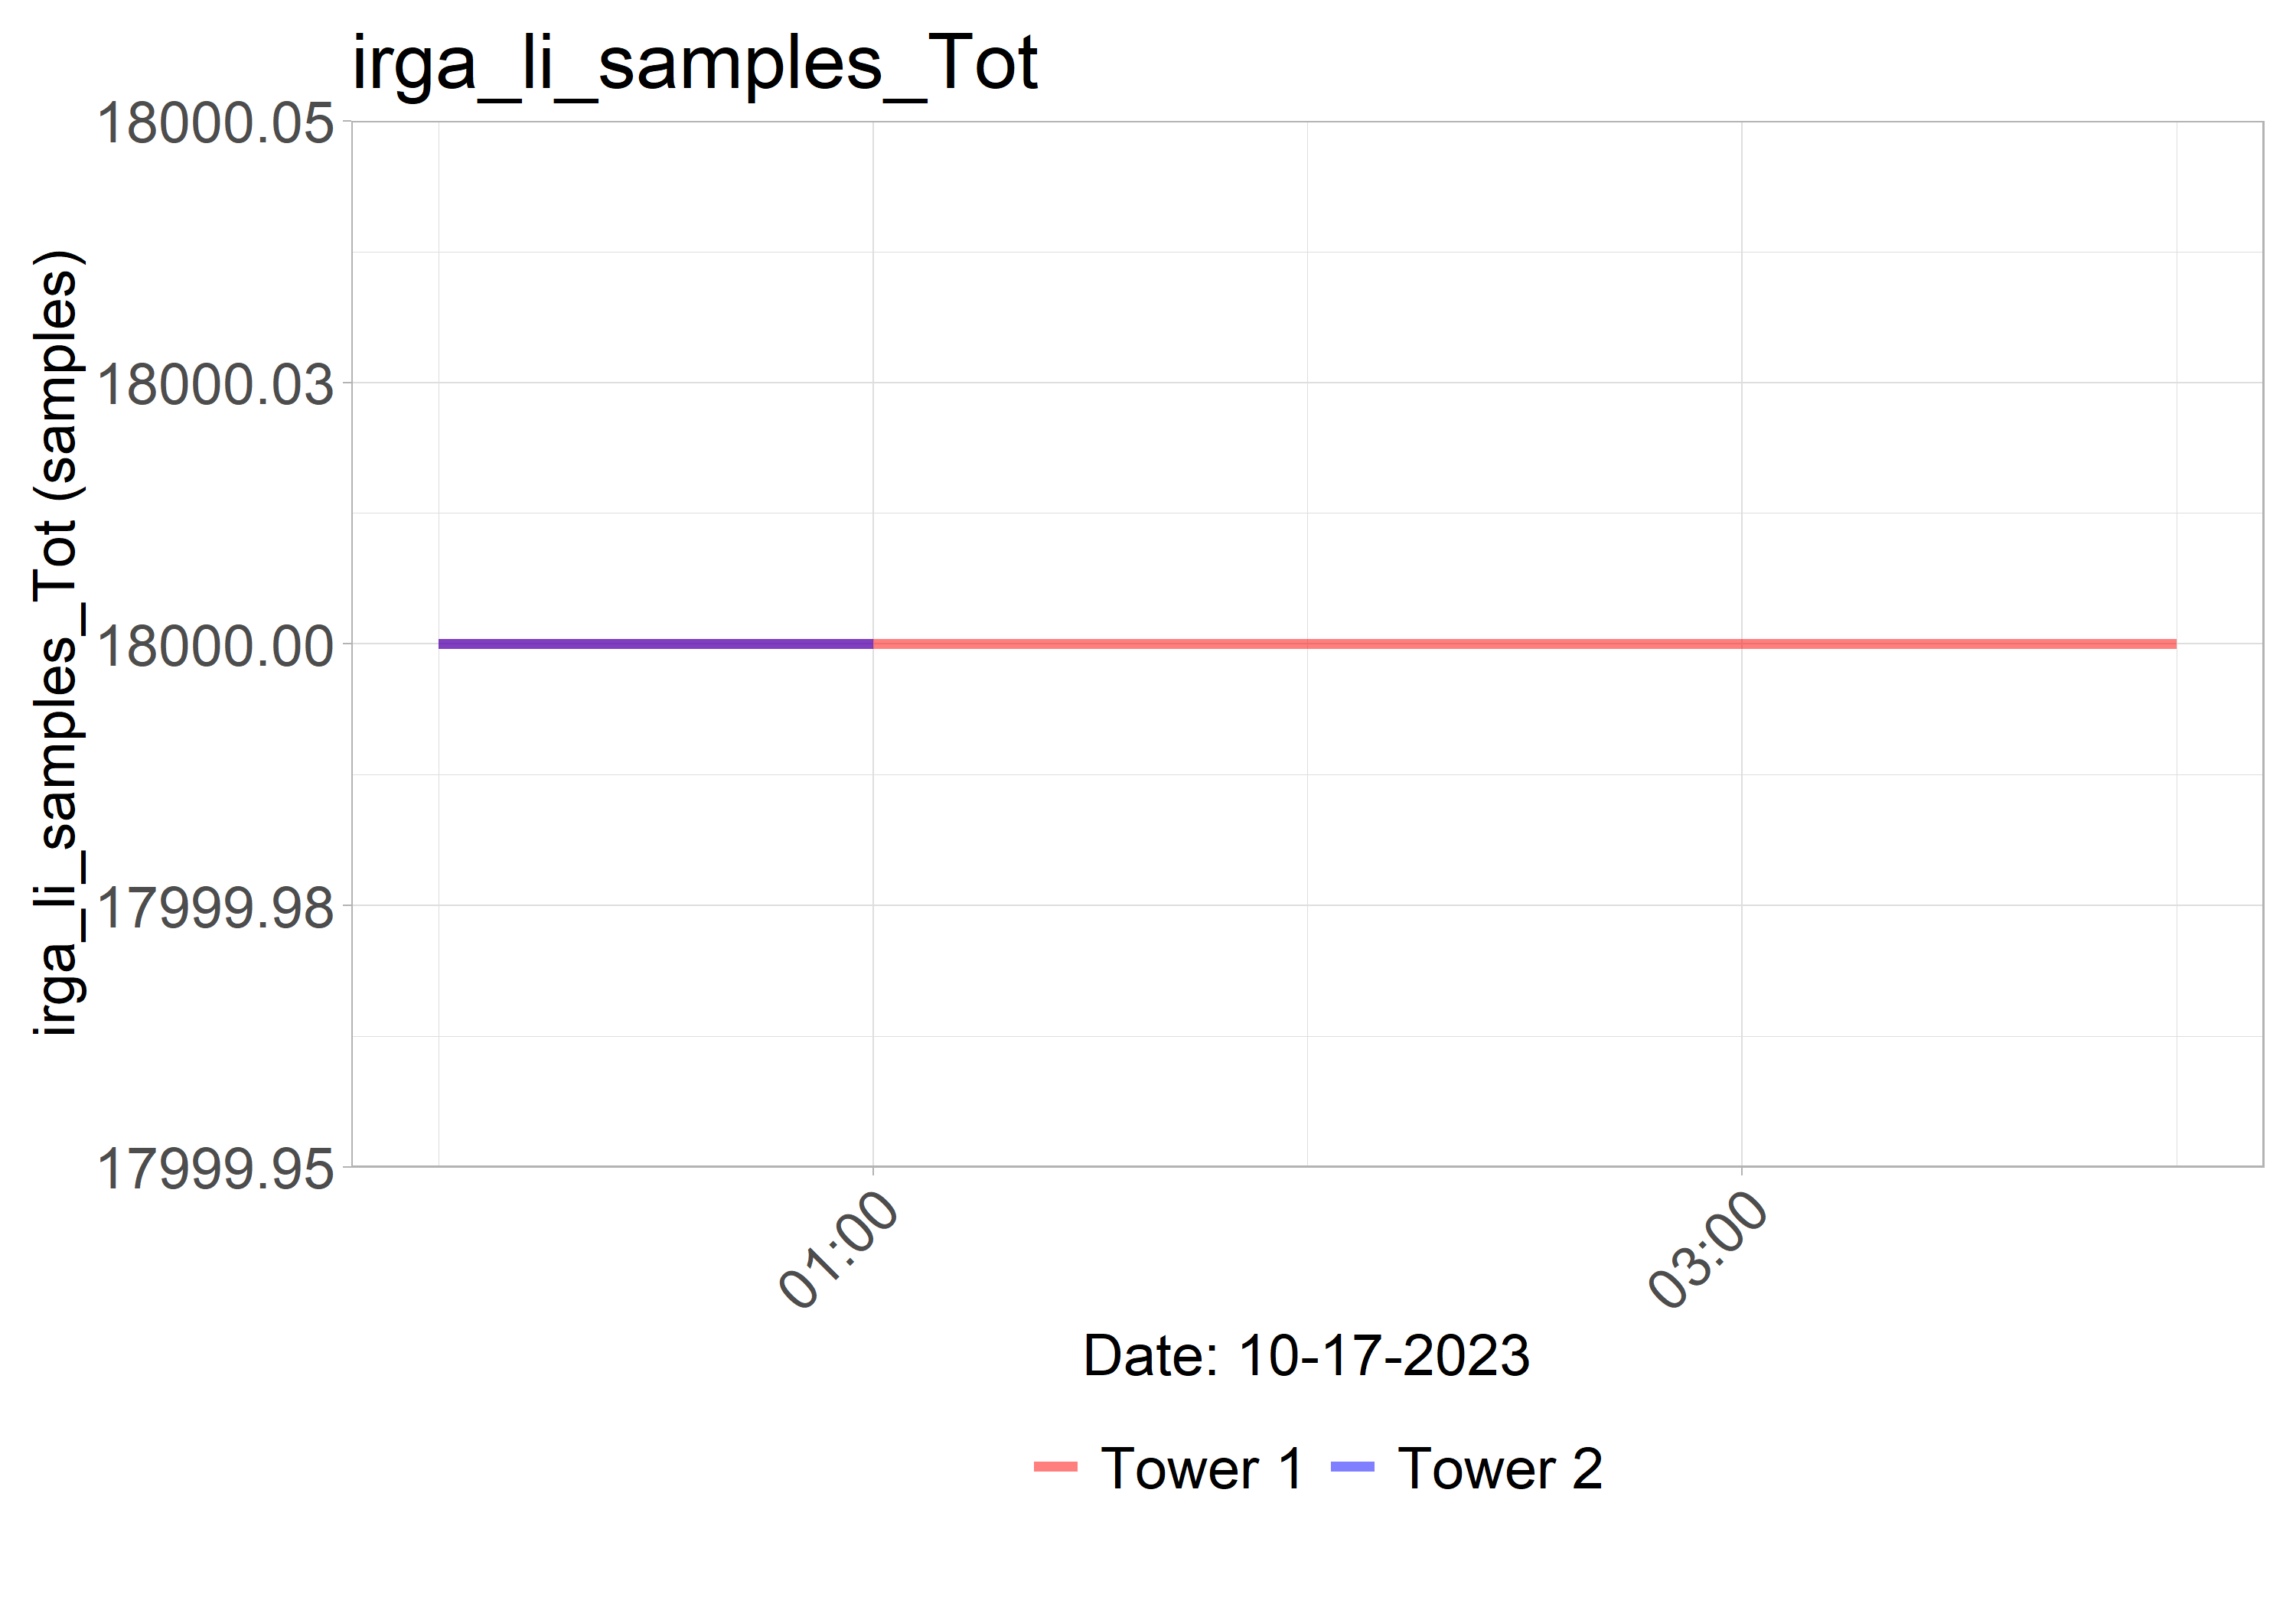 irga_li_samples_Tot
18000.05
18000.03
18000.00
17999.98
17999.95
irga_li_samples_Tot (samples)
01:00
03:00
Date: 10-17-2023
Tower 1
Tower 2